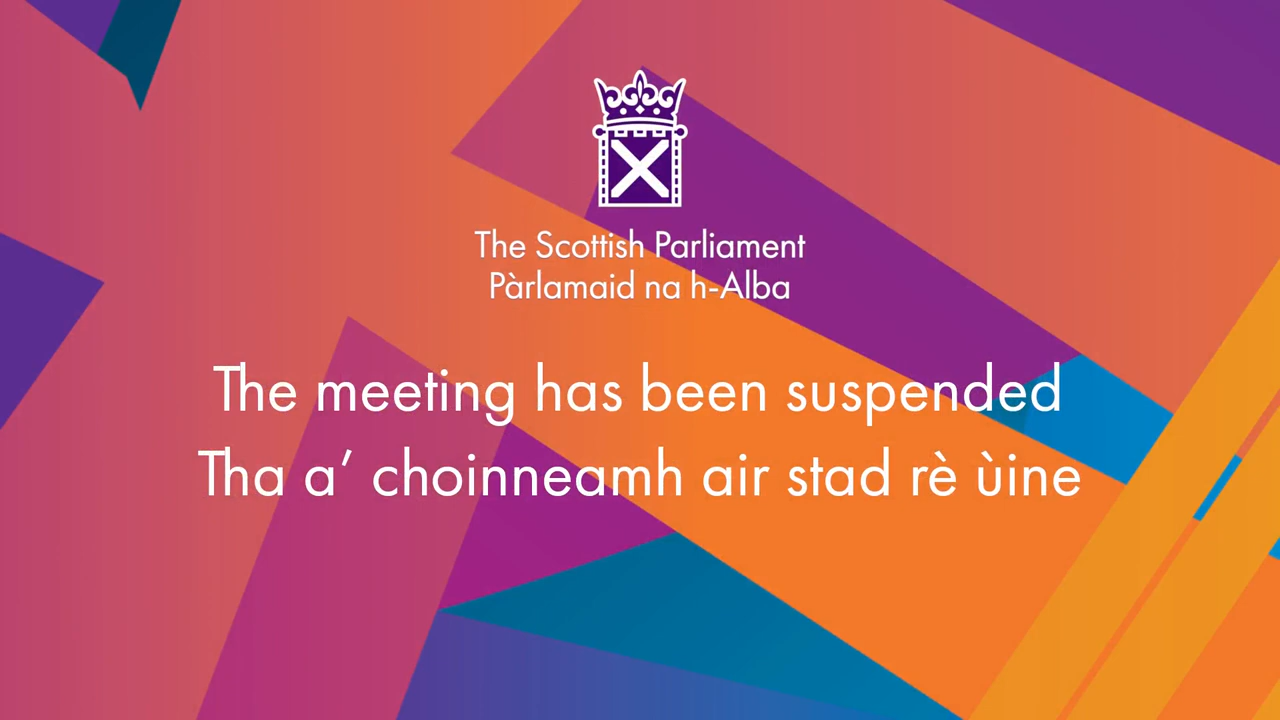 The Scottish Parliament
Pàrlamaid na h-Alba
The meeting has been suspended
Tha a’ choinneamh air stad rè ùine